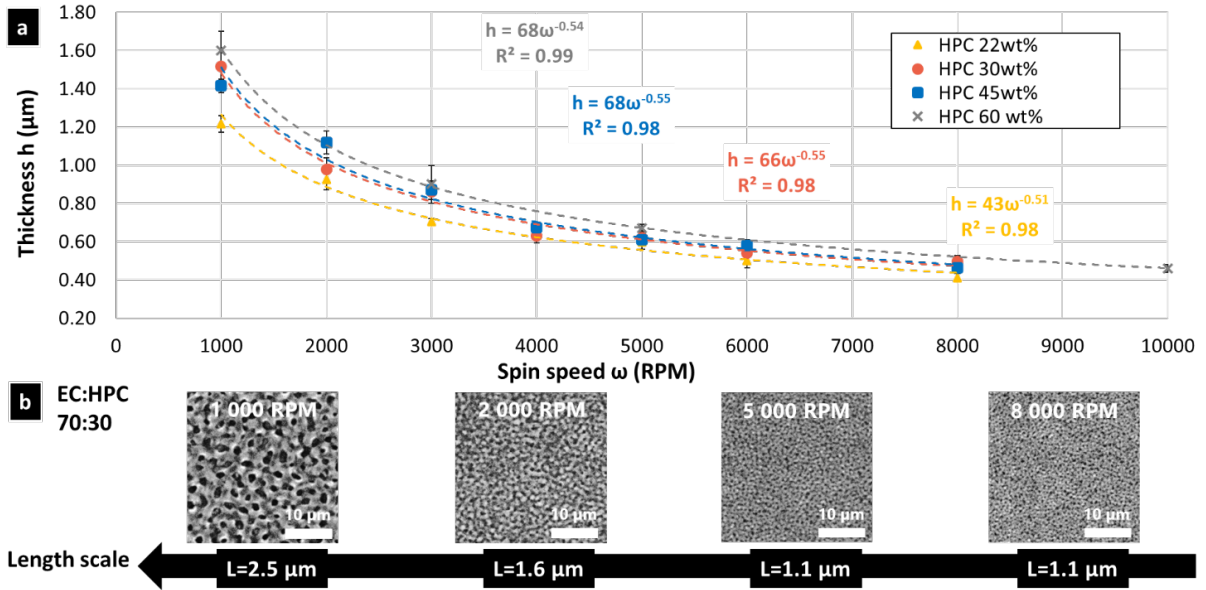 a
1.80
1.60
1.40
1.20
1.00
0.80
0.60
0.40
0.20
Thickness h (μm)
0 1000 2000 3000 4000 5000 6000 7000 8000 9000 10000
Spin speed ω (RPM)
h = 68ω⁻⁰·⁵⁴
R² = 0.99
h = 68ω⁻⁰·⁵⁵
R² = 0.98
h = 66ω⁻⁰·⁵⁵
R² = 0.98
h = 43ω⁻⁰·⁵¹
R² = 0.98
HPC 22wt%
HPC 30wt%
HPC 45wt%
HPC 60 wt%
b
EC:HPC
70:30
1 000 RPM
10 μm
2 000 RPM
10 μm
5 000 RPM
10 μm
8 000 RPM
10 μm
Length scale
L=2.5 μm
L=1.6 μm
L=1.1 μm
L=1.1 μm